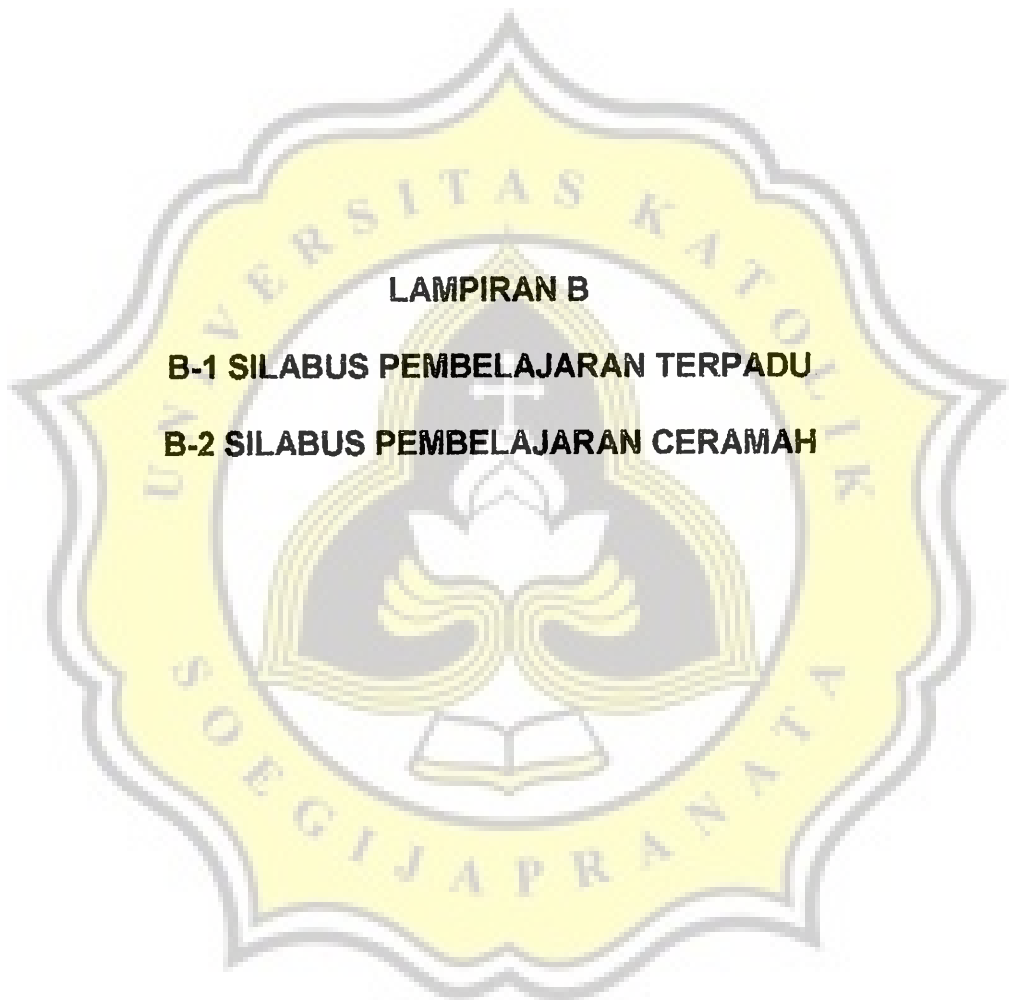 UNIVERSITAS KATOLIK
LAMPIRAN B
B-1 SILABUS PEMBELAJARAN TERPADU
B-2 SILABUS PEMBELAJARAN CERAMAH
SOEGIJAPRANATA